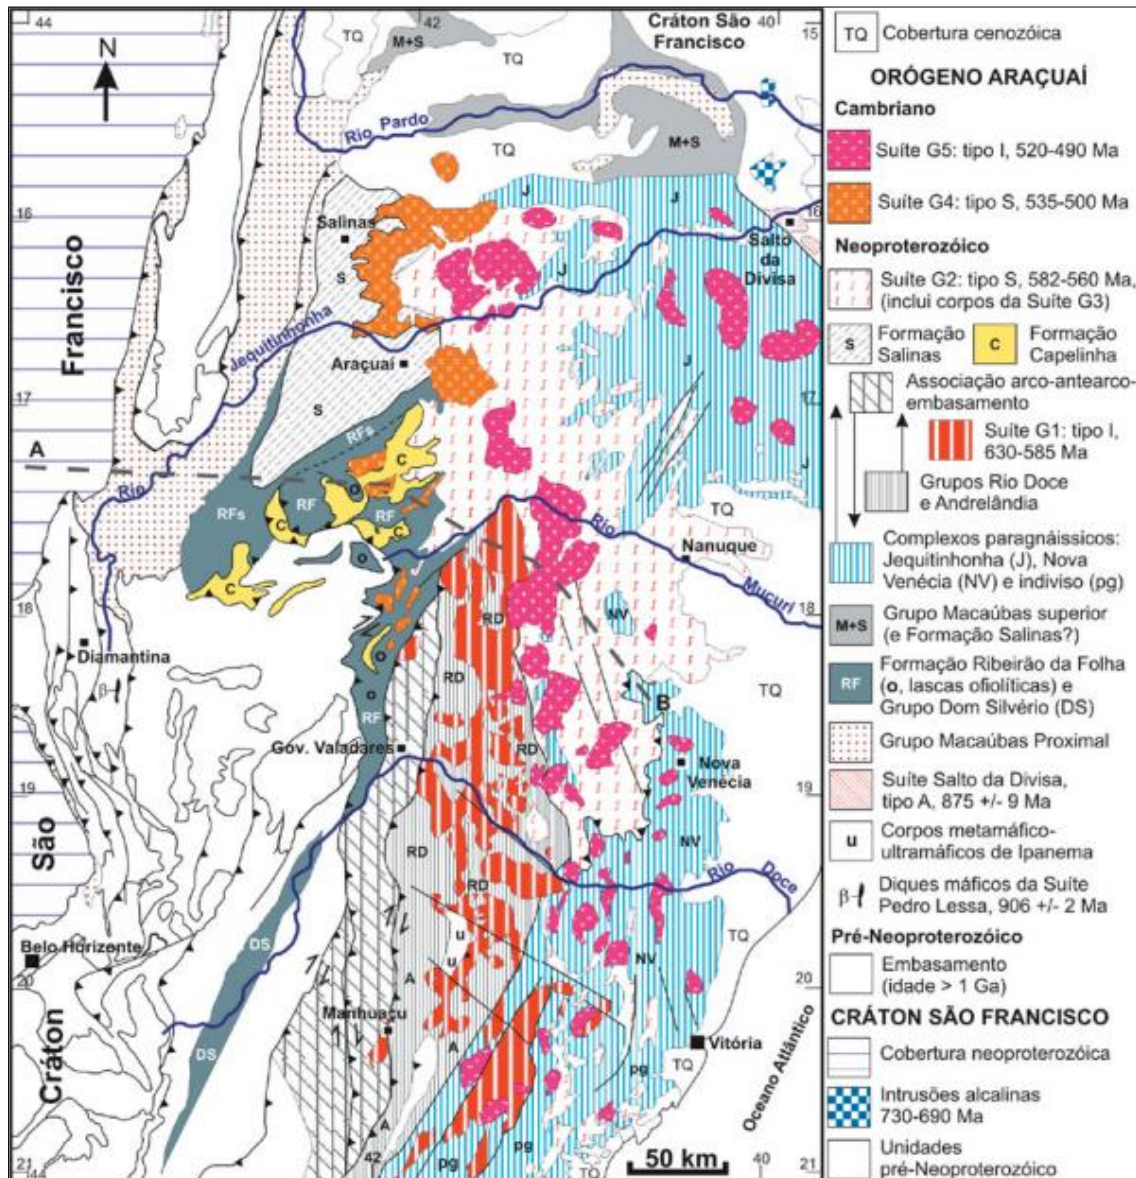 44
42
40
15
N
Cráton São
Francisco
TQ
M+S
TQ
Rio Pardo
TQ
M+S
16
Salinas
S
J
J
16
Salto
da
Divisa
J
Francisco
Jequitinhonha
Araçuaí
S
J
17
17
A
RFs
C
J
Rio
RFs
RF
O
RF
C
C
C
O
TQ
Rio
Nanuque
Mucuri
18
18
Diamantina
β
RD
NV
O
RD
O
RF
B
TQ
Gov. Valadares
RD
Nova
Venécia
19
19
São
RD
NV
Rio
Doce
RD
Belo Horizonte
DS
u
u
NV
TQ
20
20
A
Manhuaçu
A
Vitória
DS
pg
TQ
Cráton
A
pg
pg
TQ
Oceano Atlântico
50 km
21
44
42
40
21
TQ
Cobertura cenozóica
ORÓGENO ARAÇUAÍ
Cambriano
Suíte G5: tipo I, 520-490 Ma
Suíte G4: tipo S, 535-500 Ma
Neoproterozóico
Suíte G2: tipo S, 582-560 Ma,
(inclui corpos da Suíte G3)
S
Formação
Salinas
C
Formação
Capelinha
Associação arco-antearco-
embasamento
Suíte G1: tipo I,
630-585 Ma
Grupos Rio Doce
e Andrelândia
Complexos paragnáissicos:
Jequitinhonha (J), Nova
Venécia (NV) e indiviso (pg)
M+S
Grupo Macaúbas superior
(e Formação Salinas?)
RF
Formação Ribeirão da Folha
(o, lascas ofiolíticas) e
Grupo Dom Silvério (DS)
Grupo Macaúbas Proximal
Suíte Salto da Divisa,
tipo A, 875 +/- 9 Ma
u
Corpos metamáfico-
ultramáficos de Ipanema
β
Diques máficos da Suíte
Pedro Lessa, 906 +/- 2 Ma
Pré-Neoproterozóico
Embasamento
(idade > 1 Ga)
CRÁTON SÃO FRANCISCO
Cobertura neoproterozóica
Intrusões alcalinas
730-690 Ma
Unidades
pré-Neoproterozóico